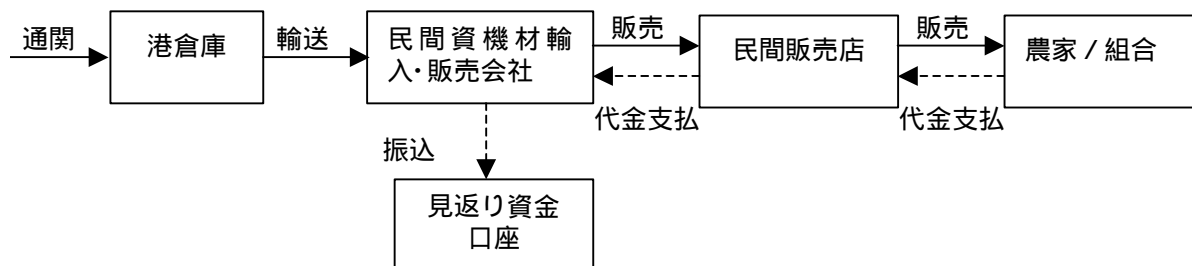 通関
港倉庫
輸送
民間資機材輸
入・販売会社
販売
代金支払
民間販売店
販売
代金支払
農家 / 組合
振込
見返り資金
口座